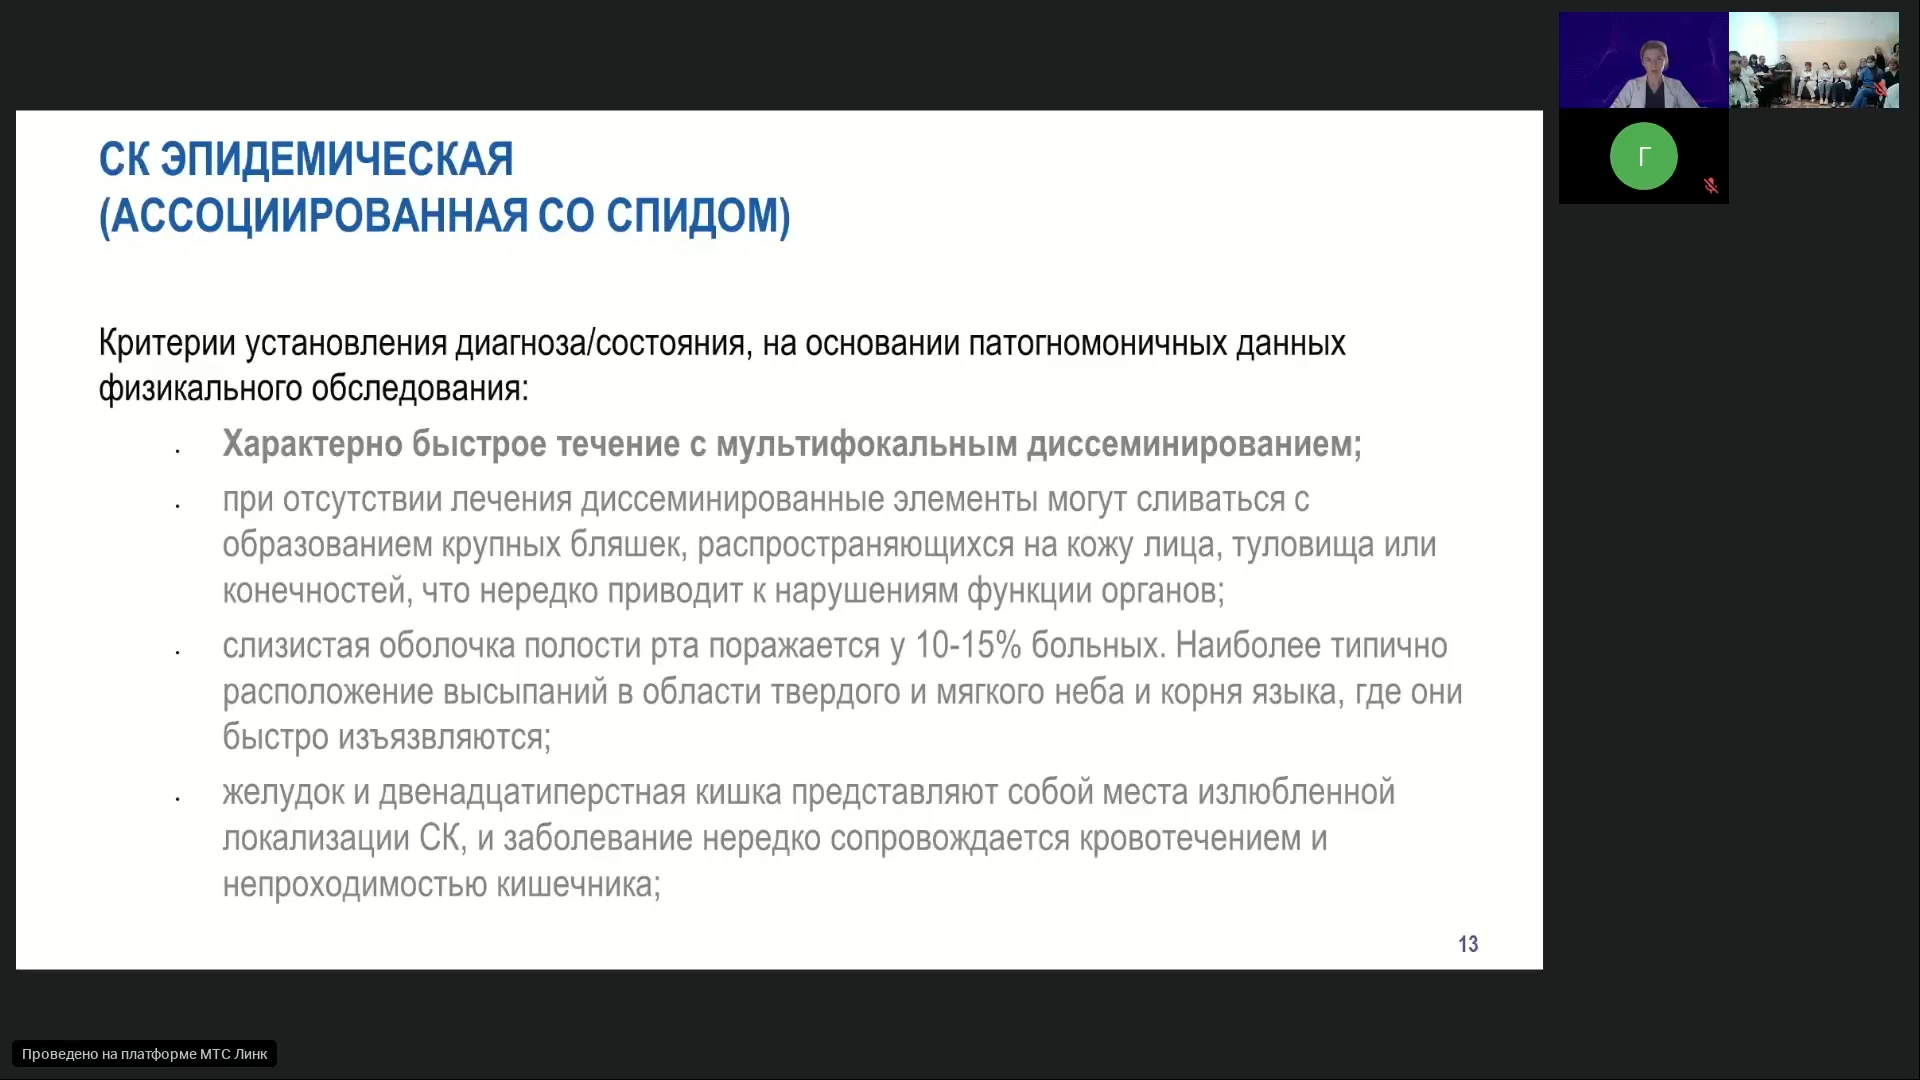 СК ЭПИДЕМИЧЕСКАЯ
(АССОЦИИРОВАННАЯ СО СПИДОМ)
Критерии установления диагноза/состояния, на основании патогномоничных данных
физикального обследования:
· Характерно быстрое течение с мультифокальным диссеминированием;
· при отсутствии лечения диссеминированные элементы могут сливаться с
образованием крупных бляшек, распространяющихся на кожу лица, туловища или
конечностей, что нередко приводит к нарушениям функции органов;
· слизистая оболочка полости рта поражается у 10-15% больных. Наиболее типично
расположение высыпаний в области твердого и мягкого неба и корня языка, где они
быстро изъязвляются;
· желудок и двенадцатиперстная кишка представляют собой места излюбленной
локализации СК, и заболевание нередко сопровождается кровотечением и
непроходимостью кишечника;
13
Г
Проведено на платформе МТС Линк